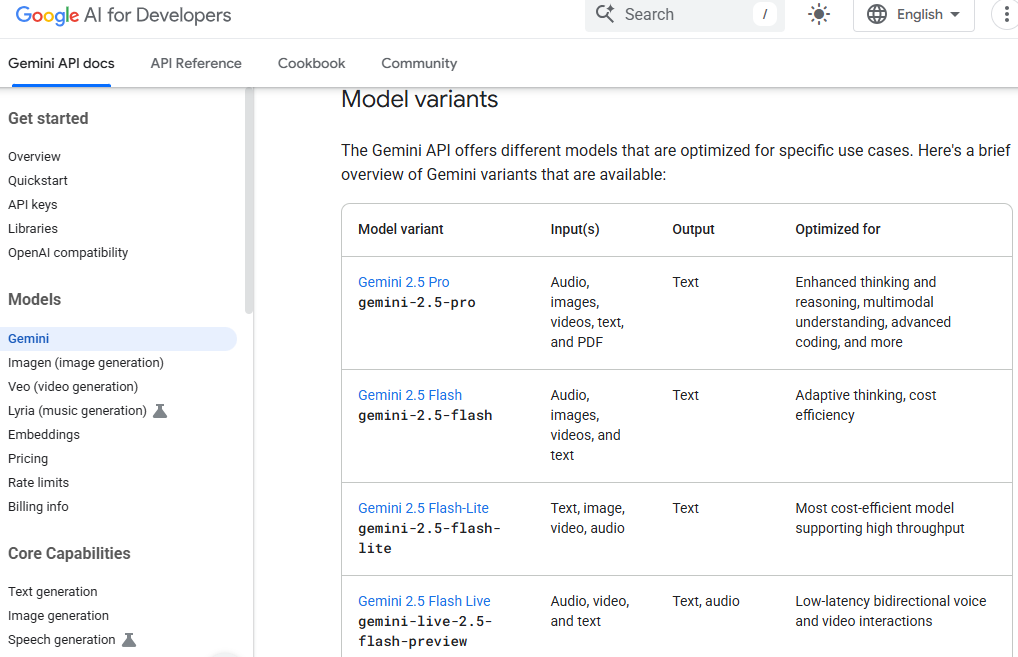 Google AI for Developers
Search
/
English
Gemini API docs
API Reference
Cookbook
Community
Get started
Overview
Quickstart
API keys
Libraries
OpenAI compatibility
Models
Gemini
Imagen (image generation)
Veo (video generation)
Lyria (music generation)
Embeddings
Pricing
Rate limits
Billing info
Core Capabilities
Text generation
Image generation
Speech generation
Model variants
The Gemini API offers different models that are optimized for specific use cases. Here's a brief
overview of Gemini variants that are available:
Model variant
Input(s)
Output
Optimized for
Gemini 2.5 Pro
gemini-2.5-pro
Audio,
images,
videos, text,
and PDF
Text
Enhanced thinking and
reasoning, multimodal
understanding, advanced
coding, and more
Gemini 2.5 Flash
gemini-2.5-flash
Audio,
images,
videos, and
text
Text
Adaptive thinking, cost
efficiency
Gemini 2.5 Flash-Lite
gemini-2.5-flash-
lite
Text, image,
video, audio
Text
Most cost-efficient model
supporting high throughput
Gemini 2.5 Flash Live
gemini-live-2.5-
flash-preview
Audio, video,
and text
Text, audio
Low-latency bidirectional voice
and video interactions